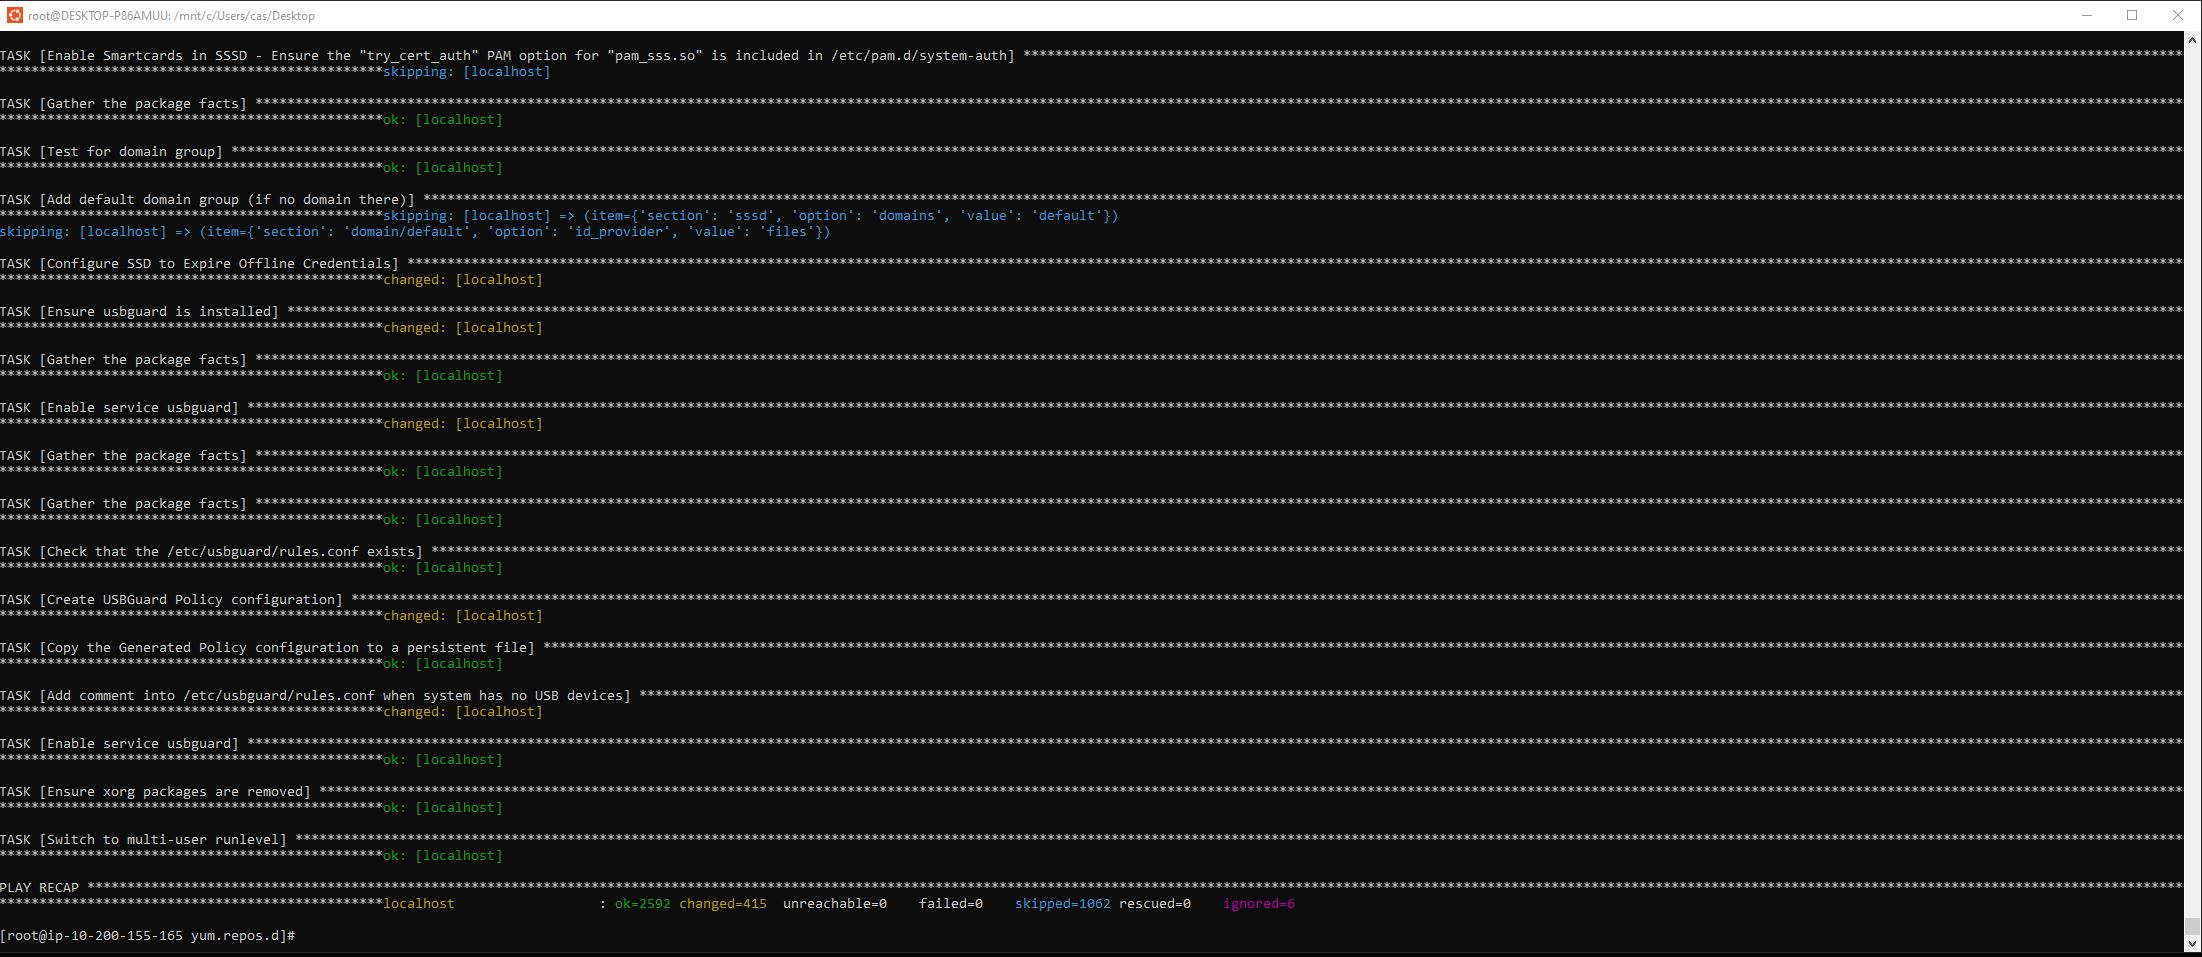 root@DESKTOP-P86AMUU: /mnt/c/Users/cas/Desktop
TASK [Enable Smartcards in SSSD - Ensure the "try_cert_auth" PAM option for "pam_sss.so" is included in /etc/pam.d/system-auth] ****
****skipping: [localhost]
TASK [Gather the package facts] ****
****ok: [localhost]
TASK [Test for domain group] ****
****ok: [localhost]
TASK [Add default domain group (if no domain there)] ****
****skipping: [localhost] => (item={'section': 'sssd', 'option': 'domains', 'value': 'default'})
skipping: [localhost] => (item={'section': 'domain/default', 'option': 'id_provider', 'value': 'files'})
TASK [Configure SSD to Expire Offline Credentials] ****
****changed: [localhost]
TASK [Ensure usbguard is installed] ****
****changed: [localhost]
TASK [Gather the package facts] ****
****ok: [localhost]
TASK [Enable service usbguard] ****
****changed: [localhost]
TASK [Gather the package facts] ****
****ok: [localhost]
TASK [Gather the package facts] ****
****ok: [localhost]
TASK [Check that the /etc/usbguard/rules.conf exists] ****
****ok: [localhost]
TASK [Create USBGuard Policy configuration] ****
****changed: [localhost]
TASK [Copy the Generated Policy configuration to a persistent file] ****
****ok: [localhost]
TASK [Add comment into /etc/usbguard/rules.conf when system has no USB devices] ****
****changed: [localhost]
TASK [Enable service usbguard] ****
****ok: [localhost]
TASK [Ensure xorg packages are removed] ****
****ok: [localhost]
TASK [Switch to multi-user runlevel] ****
****ok: [localhost]
PLAY RECAP ****
****localhost : ok=2592 changed=415 unreachable=0 failed=0 skipped=1062 rescued=0 ignored=6
[root@ip-10-200-155-165 yum.repos.d]#